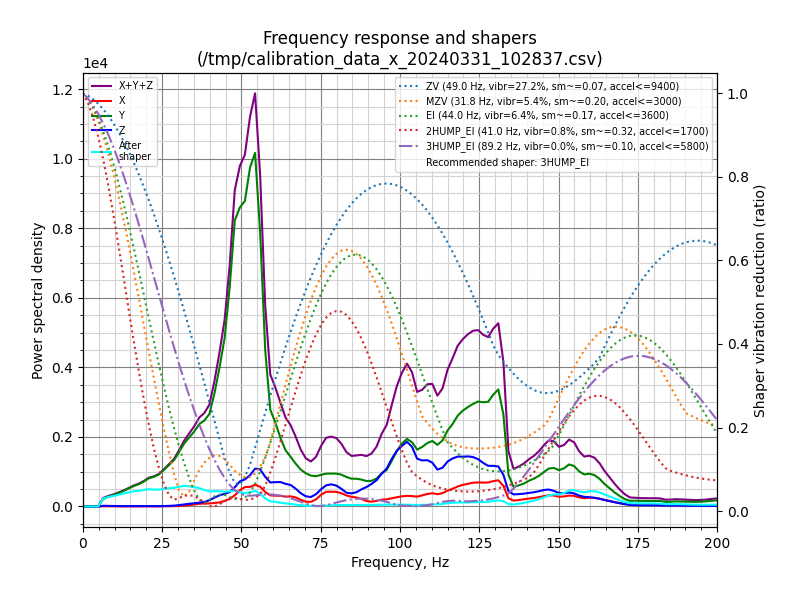 Frequency response and shapers
(/tmp/calibration_data_x_20240331_102837.csv)
1e4
X+Y+Z
X
Y
Z
After
shaper
ZV (49.0 Hz, vibr=27.2%, sm~=0.07, accel<=9400)
MZV (31.8 Hz, vibr=5.4%, sm~=0.20, accel<=3000)
EI (44.0 Hz, vibr=6.4%, sm~=0.17, accel<=3600)
2HUMP_EI (41.0 Hz, vibr=0.8%, sm~=0.32, accel<=1700)
3HUMP_EI (89.2 Hz, vibr=0.0%, sm~=0.10, accel<=5800)
Recommended shaper: 3HUMP_EI
Power spectral density
1.2
1.0
0.8
0.6
0.4
0.2
0.0
1.0
0.8
0.6
0.4
0.2
0.0
Shaper vibration reduction (ratio)
0 25 50 75 100 125 150 175 200
Frequency, Hz